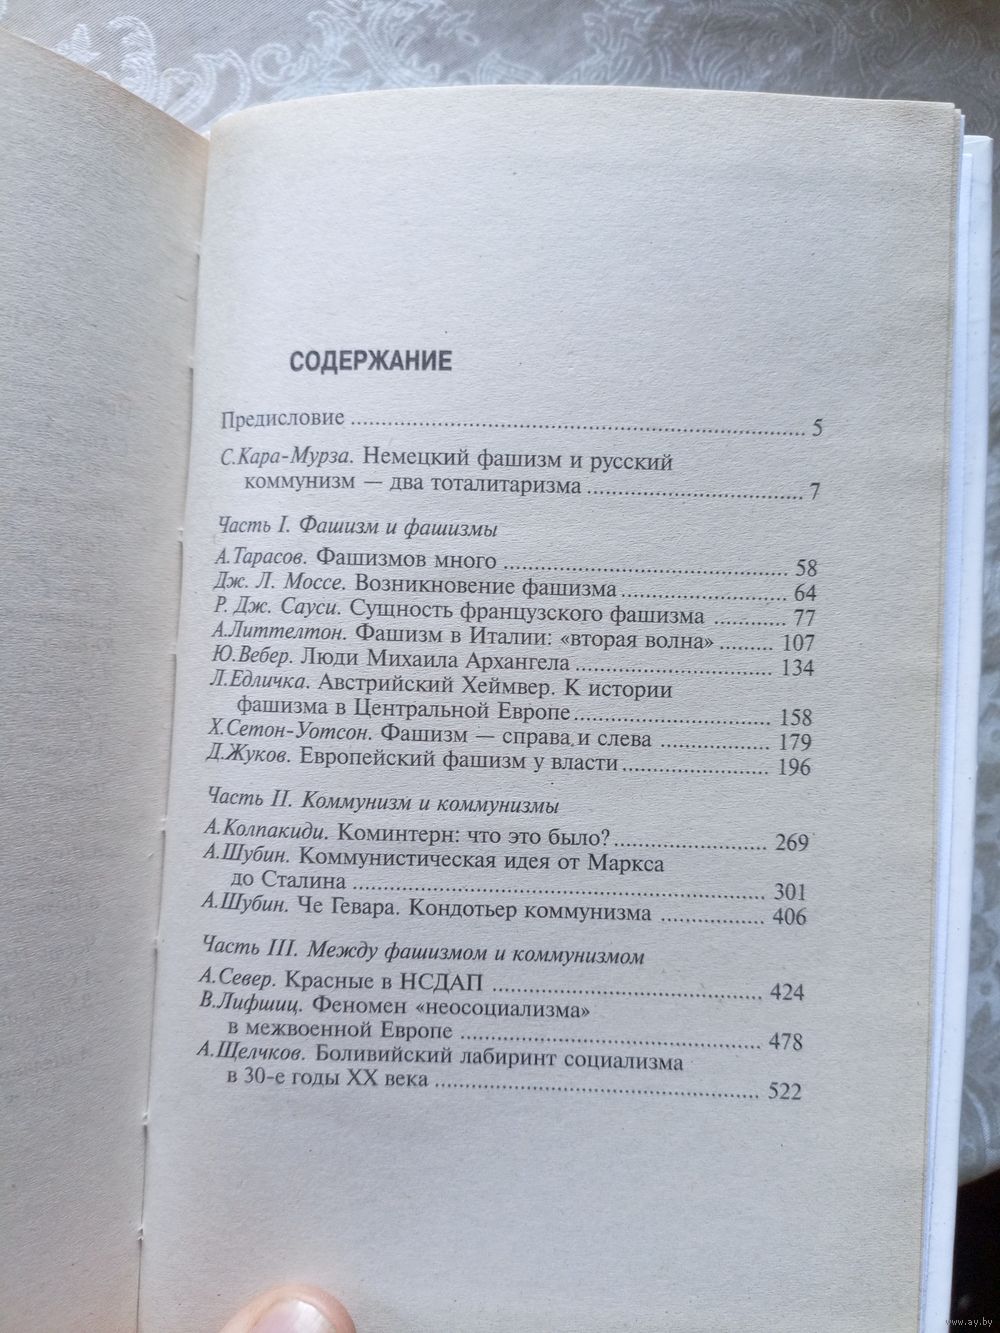 СОДЕРЖАНИЕ
Предисловие ........ 5
С.Кара-Мурза. Немецкий фашизм и русский
коммунизм — два тоталитаризма ........ 7
Часть I. Фашизм и фашизмы
А.Тарасов. Фашизмов много ........ 58
Дж. Л. Моссе. Возникновение фашизма ........ 64
Р. Дж. Сауси. Сущность французского фашизма ........ 77
А.Литтелтон. Фашизм в Италии: «вторая волна» ........ 107
Ю.Вебер. Люди Михаила Архангела ........ 134
Л.Едличка. Австрийский Хеймвер. К истории
фашизма в Центральной Европе ........ 158
Х.Сетон-Уотсон. Фашизм — справа и слева ........ 179
Д.Жуков. Европейский фашизм у власти ........ 196
Часть II. Коммунизм и коммунизмы
А.Колпакиди. Коминтерн: что это было? ........ 269
А.Шубин. Коммунистическая идея от Маркса
до Сталина ........ 301
А.Шубин. Че Гевара. Кондотьер коммунизма ........ 406
Часть III. Между фашизмом и коммунизмом
А.Север. Красные в НСДАП ........ 424
В.Лифшиц. Феномен «неосоциализма»
в межвоенной Европе ........ 478
А.Щелчков. Боливийский лабиринт социализма
в 30-е годы XX века ........ 522
www.ay.by